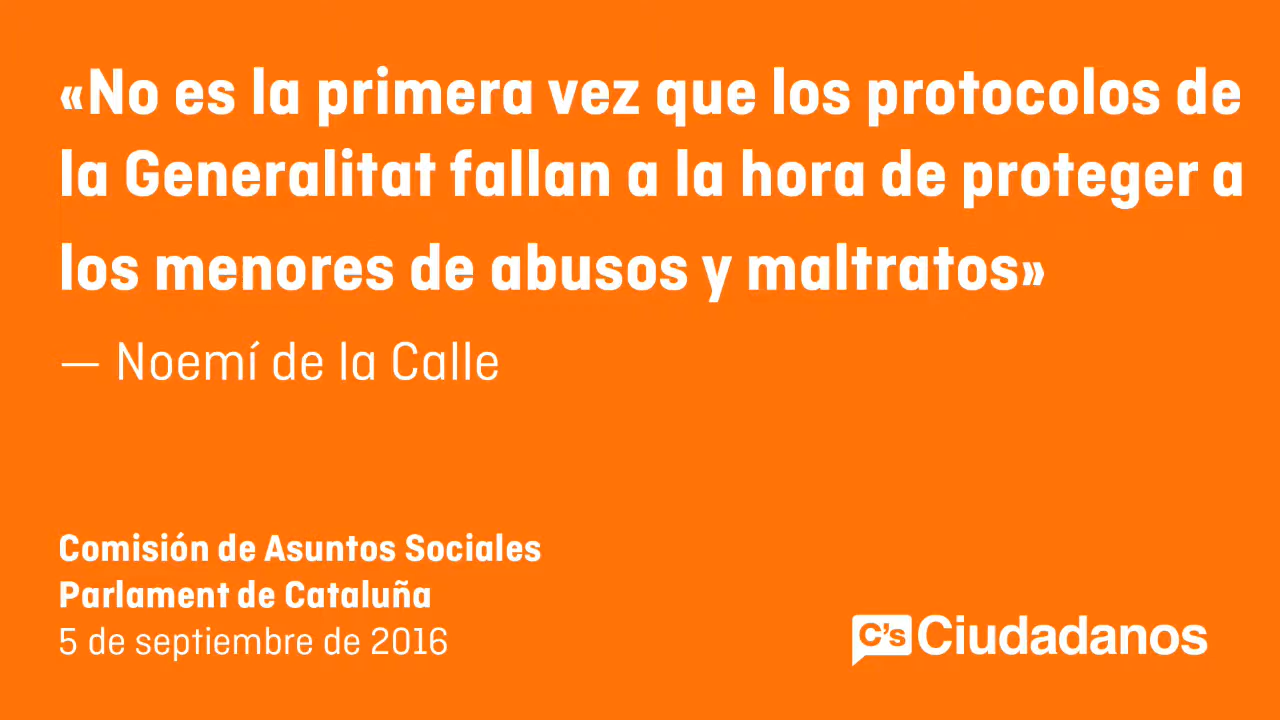 «No es la primera vez que los protocolos de
la Generalitat fallan a la hora de proteger a
los menores de abusos y maltratos»
— Noemí de la Calle
Comisión de Asuntos Sociales
Parlament de Cataluña
5 de septiembre de 2016
C's Ciudadanos